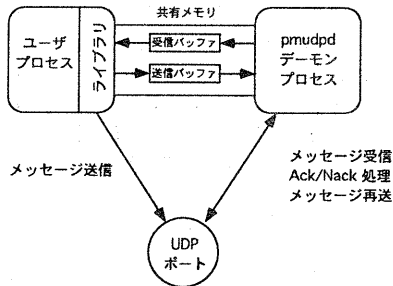 共有メモリ
ユーザ
プロセス
ライブラリ
受信バッファ
送信バッファ
pmudpd
デーモン
プロセス
メッセージ送信
メッセージ受信
Ack/Nack 処理
メッセージ再送
UDP
ポート